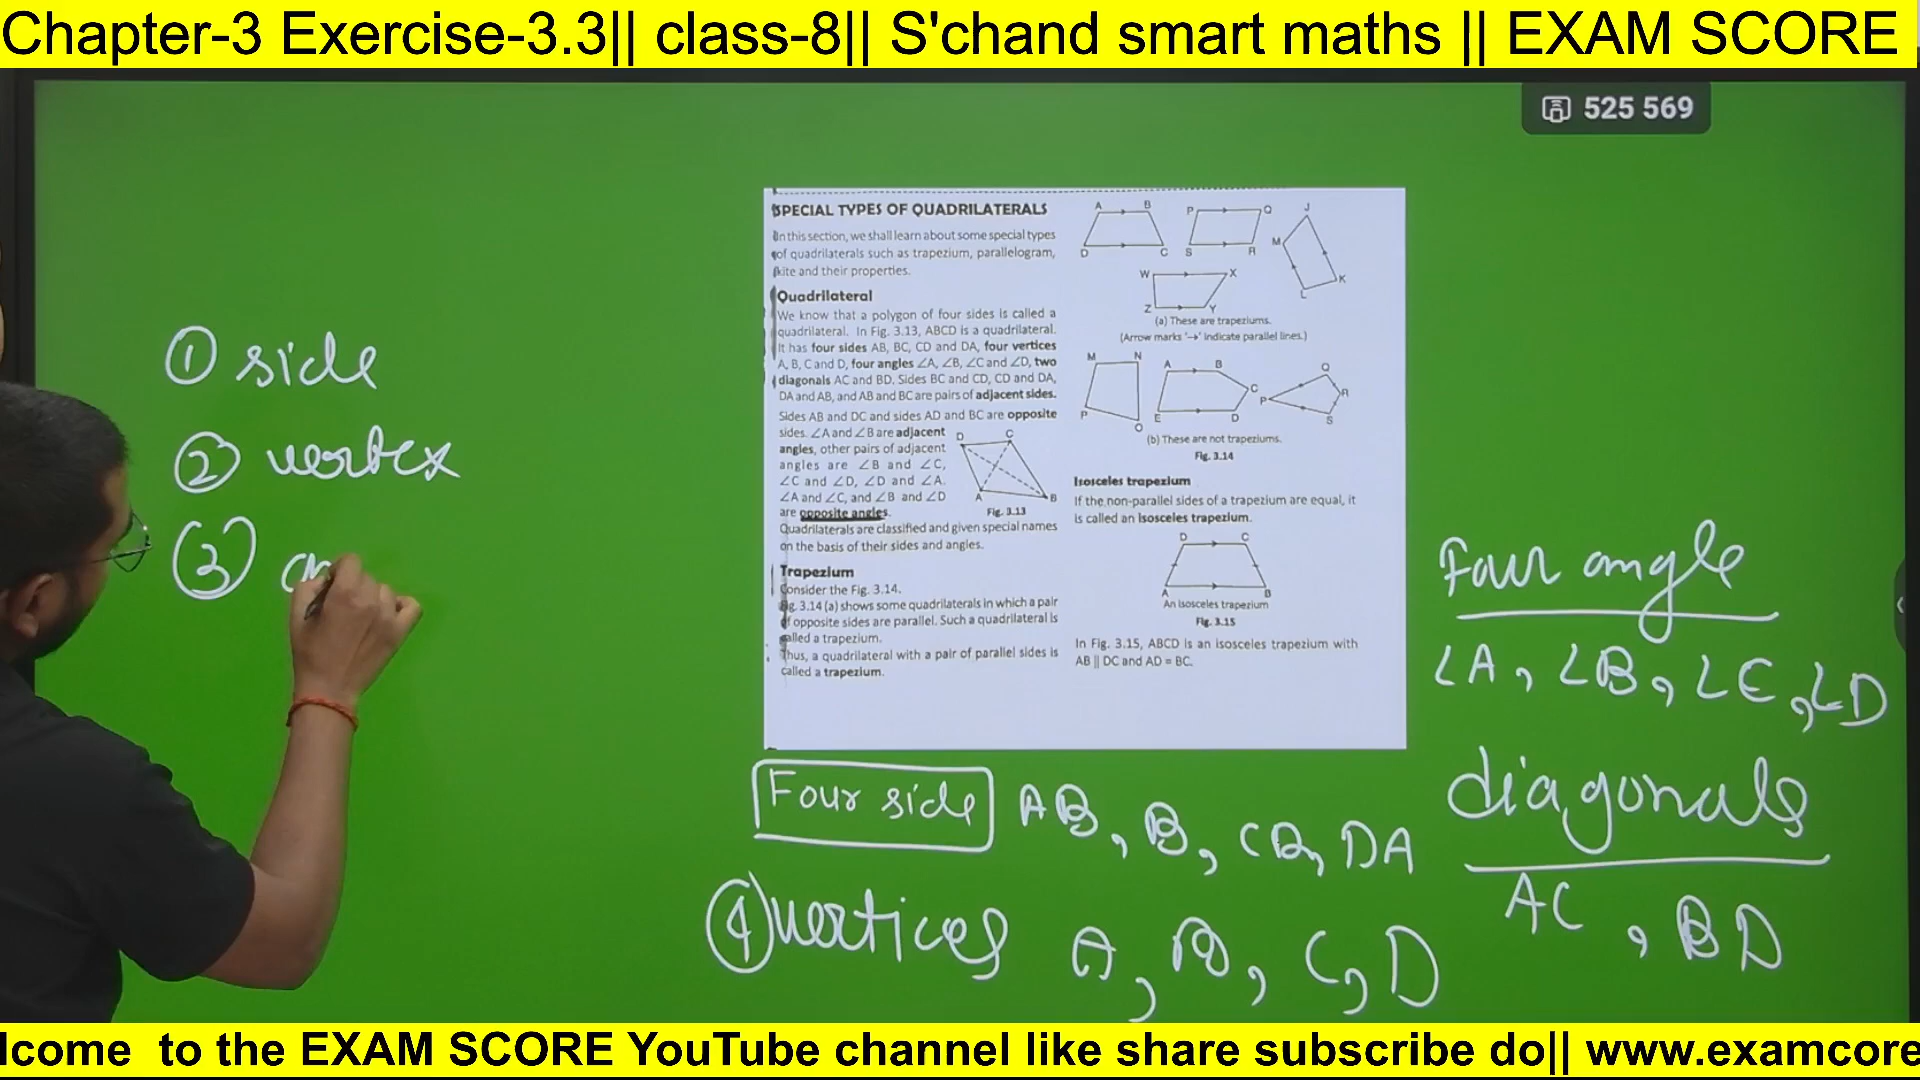 Chapter-3 Exercise-3.3|| class-8|| S'chand smart maths || EXAM SCORE
525 569
① side
② vertex
③ an
SPECIAL TYPES OF QUADRILATERALS
In this section, we shall learn about some special types
of quadrilaterals such as trapezium, parallelogram,
kite and their properties.
Quadrilateral
We know that a polygon of four sides is called a
quadrilateral. In Fig. 3.13, ABCD is a quadrilateral.
It has four sides AB, BC, CD and DA, four vertices
A, B, C and D, four angles ∠A, ∠B, ∠C and ∠D, two
diagonals AC and BD. Sides BC and CD, CD and DA,
DA and AB, and AB and BC are pairs of adjacent sides.
Sides AB and DC and sides AD and BC are opposite
sides. ∠A and ∠B are adjacent
angles, other pairs of adjacent
angles are ∠B and ∠C,
∠C and ∠D, ∠D and ∠A.
∠A and ∠C, and ∠B and ∠D
are opposite angles.
D C
A B
Fig. 3.13
Quadrilaterals are classified and given special names
on the basis of their sides and angles.
Trapezium
Consider the Fig. 3.14.
Fig. 3.14 (a) shows some quadrilaterals in which a pair
of opposite sides are parallel. Such a quadrilateral is
called a trapezium.
Thus, a quadrilateral with a pair of parallel sides is
called a trapezium.
A B P Q J
D C S R M
L K
W X
Z Y
(a) These are trapeziums.
(Arrow marks '→' indicate parallel lines.)
M N A B Q
P O E D C P R S
(b) These are not trapeziums.
Fig. 3.14
Isosceles trapezium
If the non-parallel sides of a trapezium are equal, it
is called an isosceles trapezium.
D C
A B
An isosceles trapezium
Fig. 3.15
In Fig. 3.15, ABCD is an isosceles trapezium with
AB || DC and AD = BC.
Four angle
∠A, ∠B, ∠C, ∠D
diagonals
AC, BD
Four side AB, B, CD, DA
④ vertices A, B, C, D
lcome to the EXAM SCORE YouTube channel like share subscribe do|| www.examcore